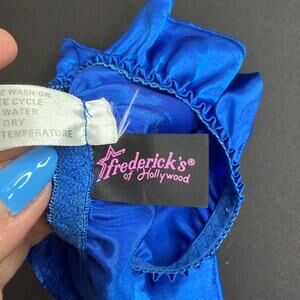 E WASH ON
E CYCLE
WATER
DRY
TEMPERATURE
frederick's®
of Hollywood